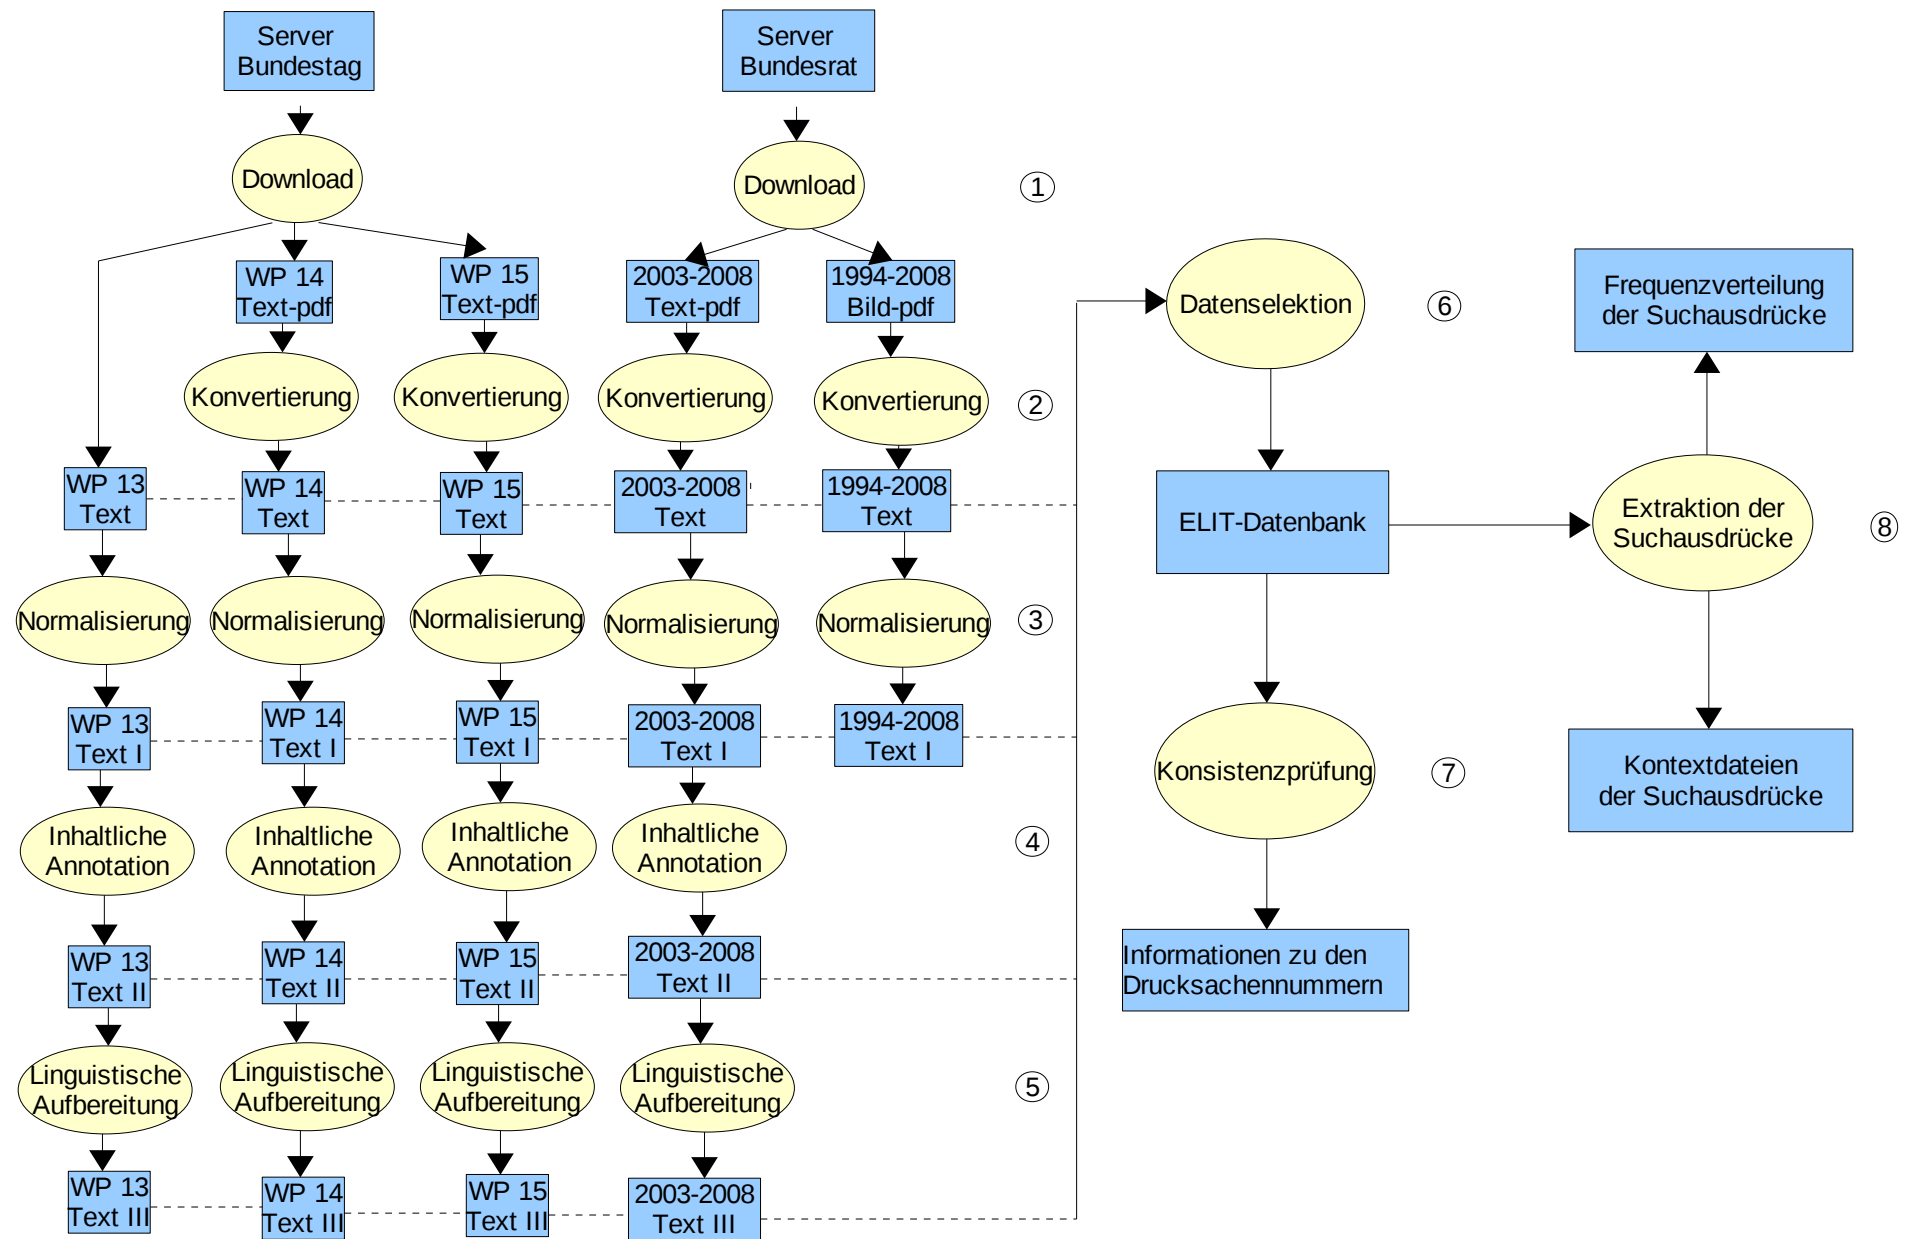 Server
Bundestag
Server
Bundesrat
Download
Download
1
WP 14
Text-pdf
WP 15
Text-pdf
2003-2008
Text-pdf
1994-2008
Bild-pdf
Konvertierung
Konvertierung
Konvertierung
Konvertierung
2
WP 13
Text
WP 14
Text
WP 15
Text
2003-2008
Text
1994-2008
Text
Normalisierung
Normalisierung
Normalisierung
Normalisierung
Normalisierung
3
WP 13
Text I
WP 14
Text I
WP 15
Text I
2003-2008
Text I
1994-2008
Text I
Inhaltliche
Annotation
Inhaltliche
Annotation
Inhaltliche
Annotation
Inhaltliche
Annotation
4
WP 13
Text II
WP 14
Text II
WP 15
Text II
2003-2008
Text II
Linguistische
Aufbereitung
Linguistische
Aufbereitung
Linguistische
Aufbereitung
Linguistische
Aufbereitung
5
WP 13
Text III
WP 14
Text III
WP 15
Text III
2003-2008
Text III
Datenselektion
6
ELIT-Datenbank
Konsistenzprüfung
7
Informationen zu den
Drucksachennummern
Frequenzverteilung
der Suchausdrücke
Extraktion der
Suchausdrücke
8
Kontextdateien
der Suchausdrücke